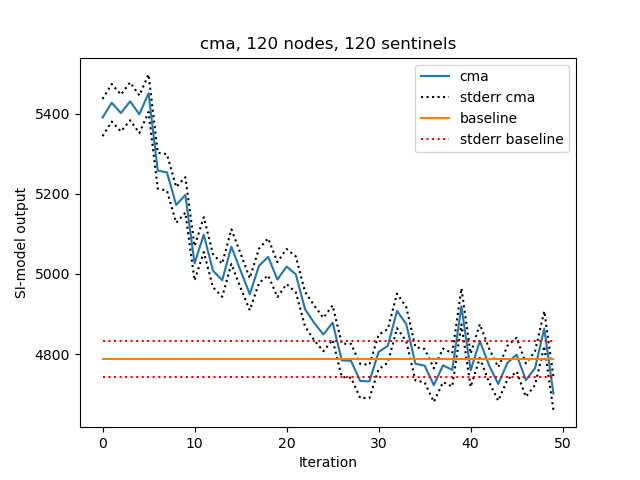 cma, 120 nodes, 120 sentinels
cma
stderr cma
baseline
stderr baseline
SI-model output
5400
5200
5000
4800
0 10 20 30 40 50
Iteration